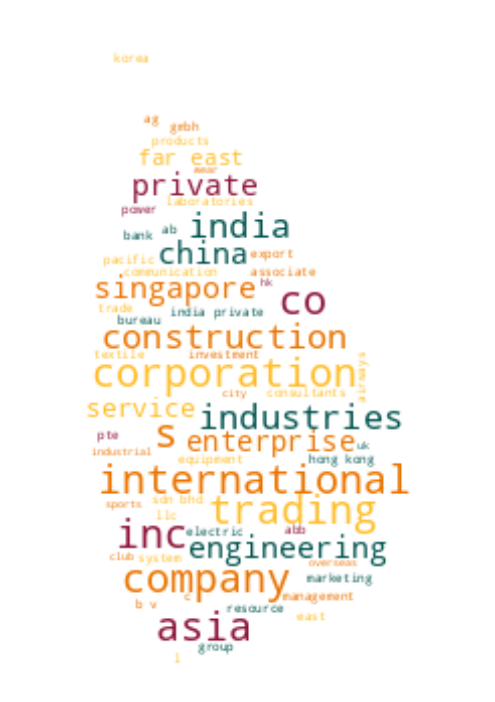 korea
ag
gmbh
products
far east
wear
private
laboratories
power
india
bank ab
china export
pacific
communication associate
singapore hk
co
trade
india private
bureau
construction
textile investment
corporation airways
city consultants
service
industries
s
pte
enterprise uk
industrial
equipment hong kong
international
sports sdn bhd
trading
llc
inc electric abb
engineering
club system overseas
company marketing
c management
b v
resource
east
asia
group
l